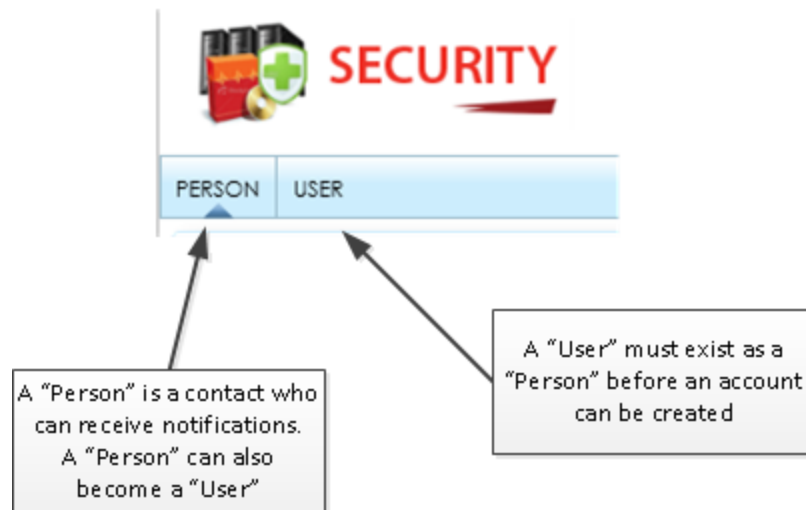 SECURITY
PERSON USER
A “Person” is a contact who
can receive notifications.
A “Person” can also
become a “User”
A “User” must exist as a
“Person” before an account
can be created